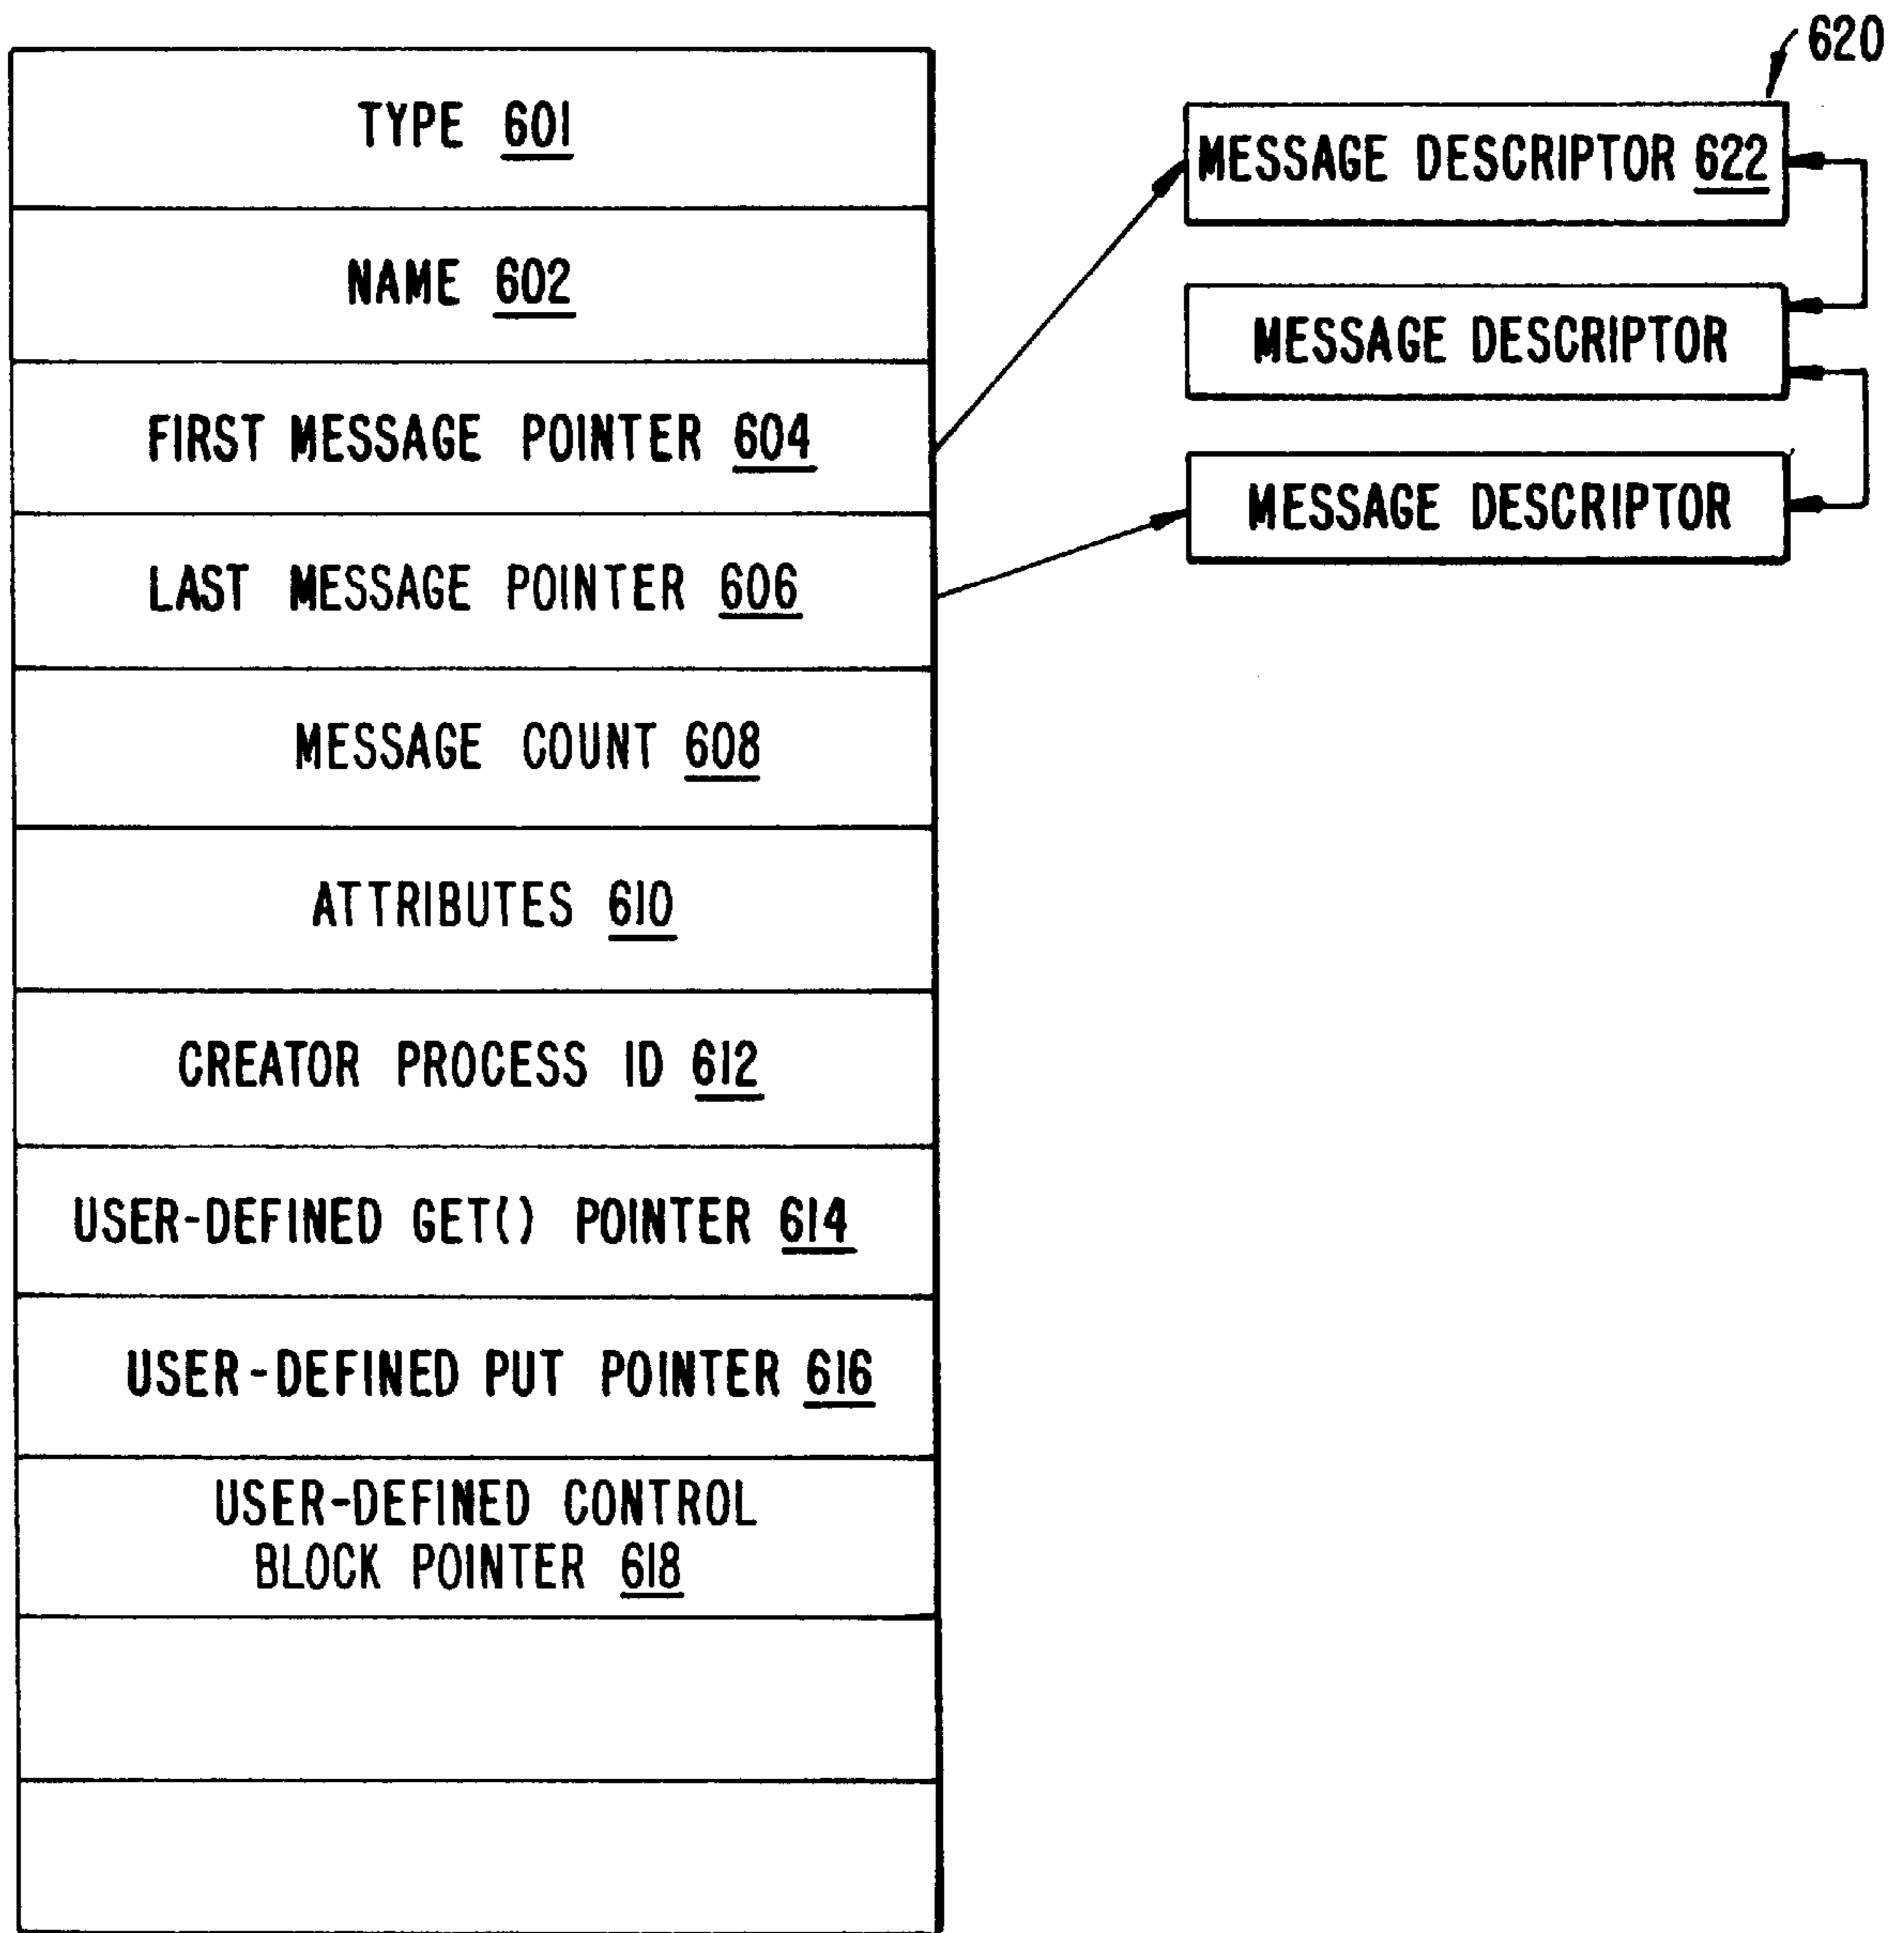 TYPE 601
NAME 602
FIRST MESSAGE POINTER 604
LAST MESSAGE POINTER 606
MESSAGE COUNT 608
ATTRIBUTES 610
CREATOR PROCESS ID 612
USER-DEFINED GET() POINTER 614
USER-DEFINED PUT POINTER 616
USER-DEFINED CONTROL
BLOCK POINTER 618
620
MESSAGE DESCRIPTOR 622
MESSAGE DESCRIPTOR
MESSAGE DESCRIPTOR